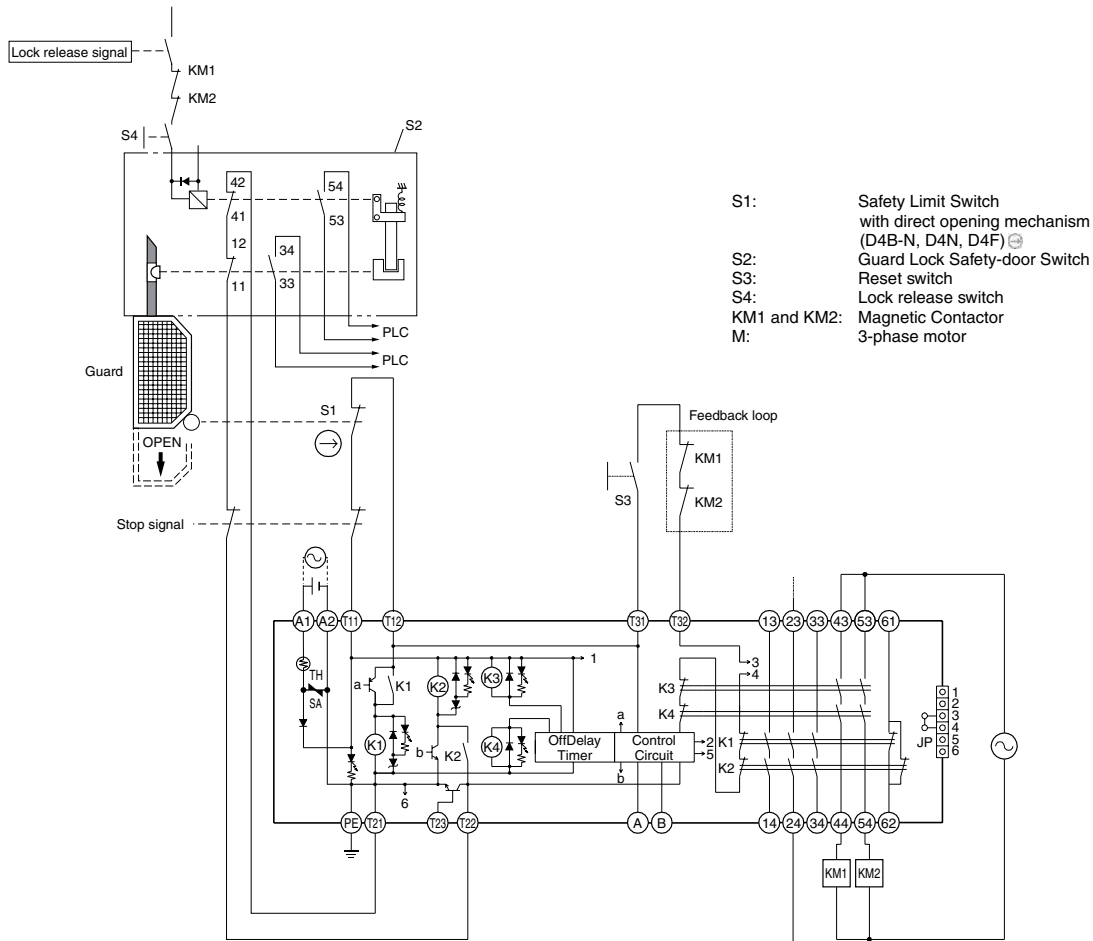 Lock release signal
KM1
KM2
S4
S2
42
54
41
53
12
34
11
33
PLC
PLC
Guard
OPEN
S1
Stop signal
S1: Safety Limit Switch
with direct opening mechanism
(D4B-N, D4N, D4F)
S2: Guard Lock Safety-door Switch
S3: Reset switch
S4: Lock release switch
KM1 and KM2: Magnetic Contactor
M: 3-phase motor
Feedback loop
KM1
KM2
S3
A1 A2 T11 T12 T31 T32 13 23 33 43 53 61
1
3
4
TH
SA
a
K1
K2
K3
K3
K4
K1
b
K2
K4
a
OffDelay
Timer
Control
Circuit
2
5
b
6
K1
K2
JP
1
2
3
4
5
6
PE T21 T23 T22 A B 14 24 34 44 54 62
KM1 KM2